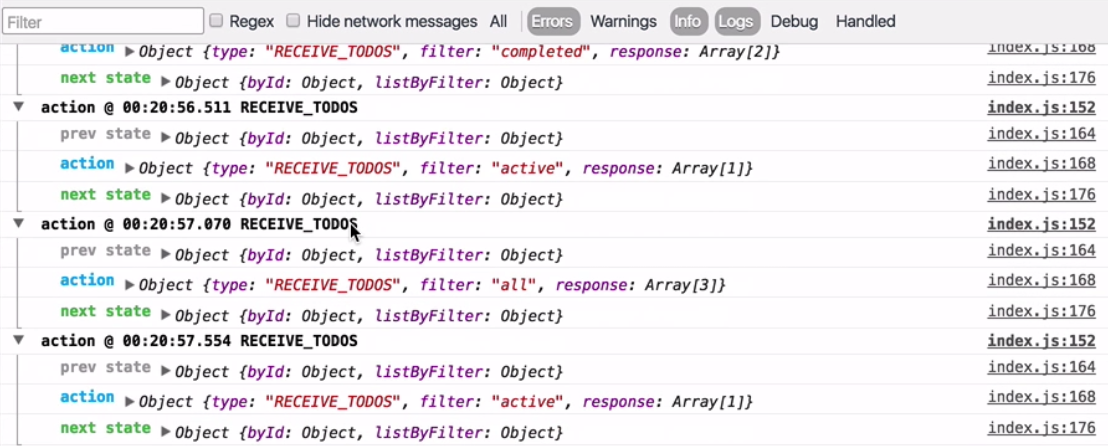 Filter Regex Hide network messages All Errors Warnings Info Logs Debug Handled
action ▶Object {type: "RECEIVE_TODOS", filter: "completed", response: Array[2]} index.js:168
next state ▶Object {byId: Object, listByFilter: Object} index.js:176
▼ action @ 00:20:56.511 RECEIVE_TODOS index.js:152
prev state ▶Object {byId: Object, listByFilter: Object} index.js:164
action ▶Object {type: "RECEIVE_TODOS", filter: "active", response: Array[1]} index.js:168
next state ▶Object {byId: Object, listByFilter: Object} index.js:176
▼ action @ 00:20:57.070 RECEIVE_TODOS index.js:152
prev state ▶Object {byId: Object, listByFilter: Object} index.js:164
action ▶Object {type: "RECEIVE_TODOS", filter: "all", response: Array[3]} index.js:168
next state ▶Object {byId: Object, listByFilter: Object} index.js:176
▼ action @ 00:20:57.554 RECEIVE_TODOS index.js:152
prev state ▶Object {byId: Object, listByFilter: Object} index.js:164
action ▶Object {type: "RECEIVE_TODOS", filter: "active", response: Array[1]} index.js:168
next state ▶Object {byId: Object, listByFilter: Object} index.js:176